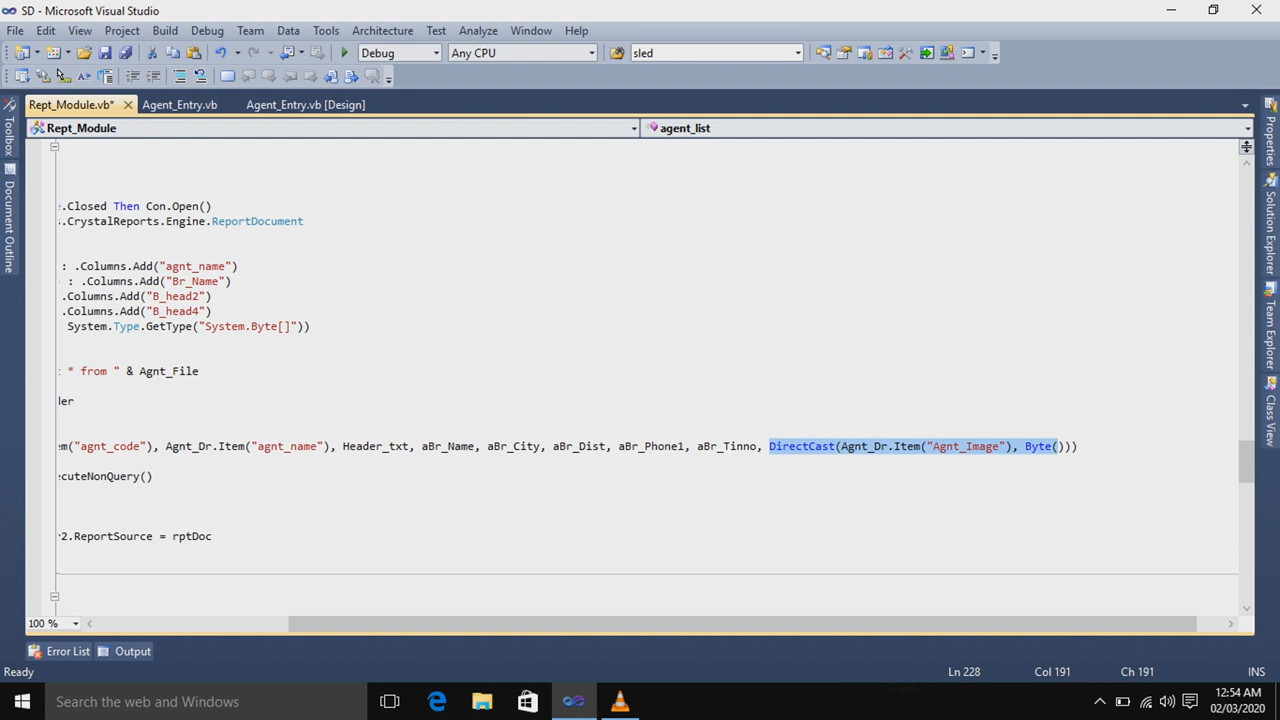 SD - Microsoft Visual Studio
File Edit View Project Build Debug Team Data Tools Architecture Test Analyze Window Help
Debug Any CPU sled
Rept_Module.vb* Agent_Entry.vb Agent_Entry.vb [Design]
Rept_Module agent_list
Toolbox
Document Outline
Properties
Solution Explorer
Team Explorer
Class View
.Closed Then Con.Open()
.CrystalReports.Engine.ReportDocument
: .Columns.Add("agnt_name")
: .Columns.Add("Br_Name")
.Columns.Add("B_head2")
.Columns.Add("B_head4")
System.Type.GetType("System.Byte[]"))
* from " & Agnt_File
der
em("agnt_code"), Agnt_Dr.Item("agnt_name"), Header_txt, aBr_Name, aBr_City, aBr_Dist, aBr_Phone1, aBr_Tinno, DirectCast(Agnt_Dr.Item("Agnt_Image"), Byte()))
ecuteNonQuery()
2.ReportSource = rptDoc
100 %
Error List Output
Ready Ln 228 Col 191 Ch 191 INS
Search the web and Windows
12:54 AM
02/03/2020